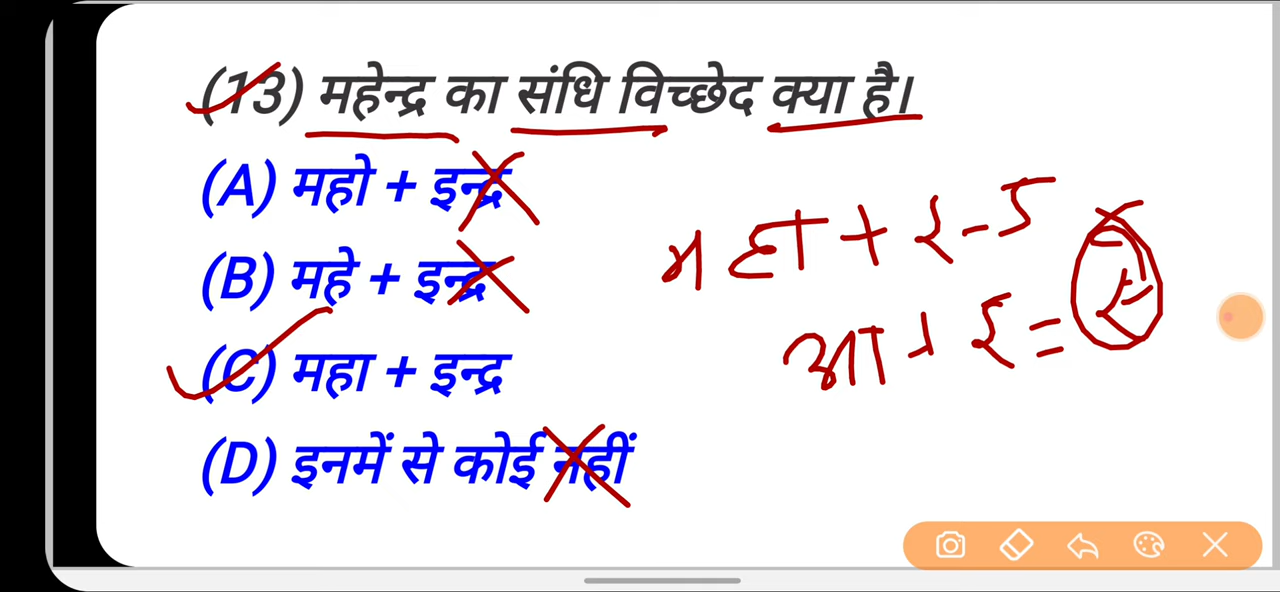 (13) महेन्द्र का संधि विच्छेद क्या है।
(A) महो + इन्द्र
(B) महे + इन्द्र
(C) महा + इन्द्र
(D) इनमें से कोई नहीं
महा +
आ + इ =